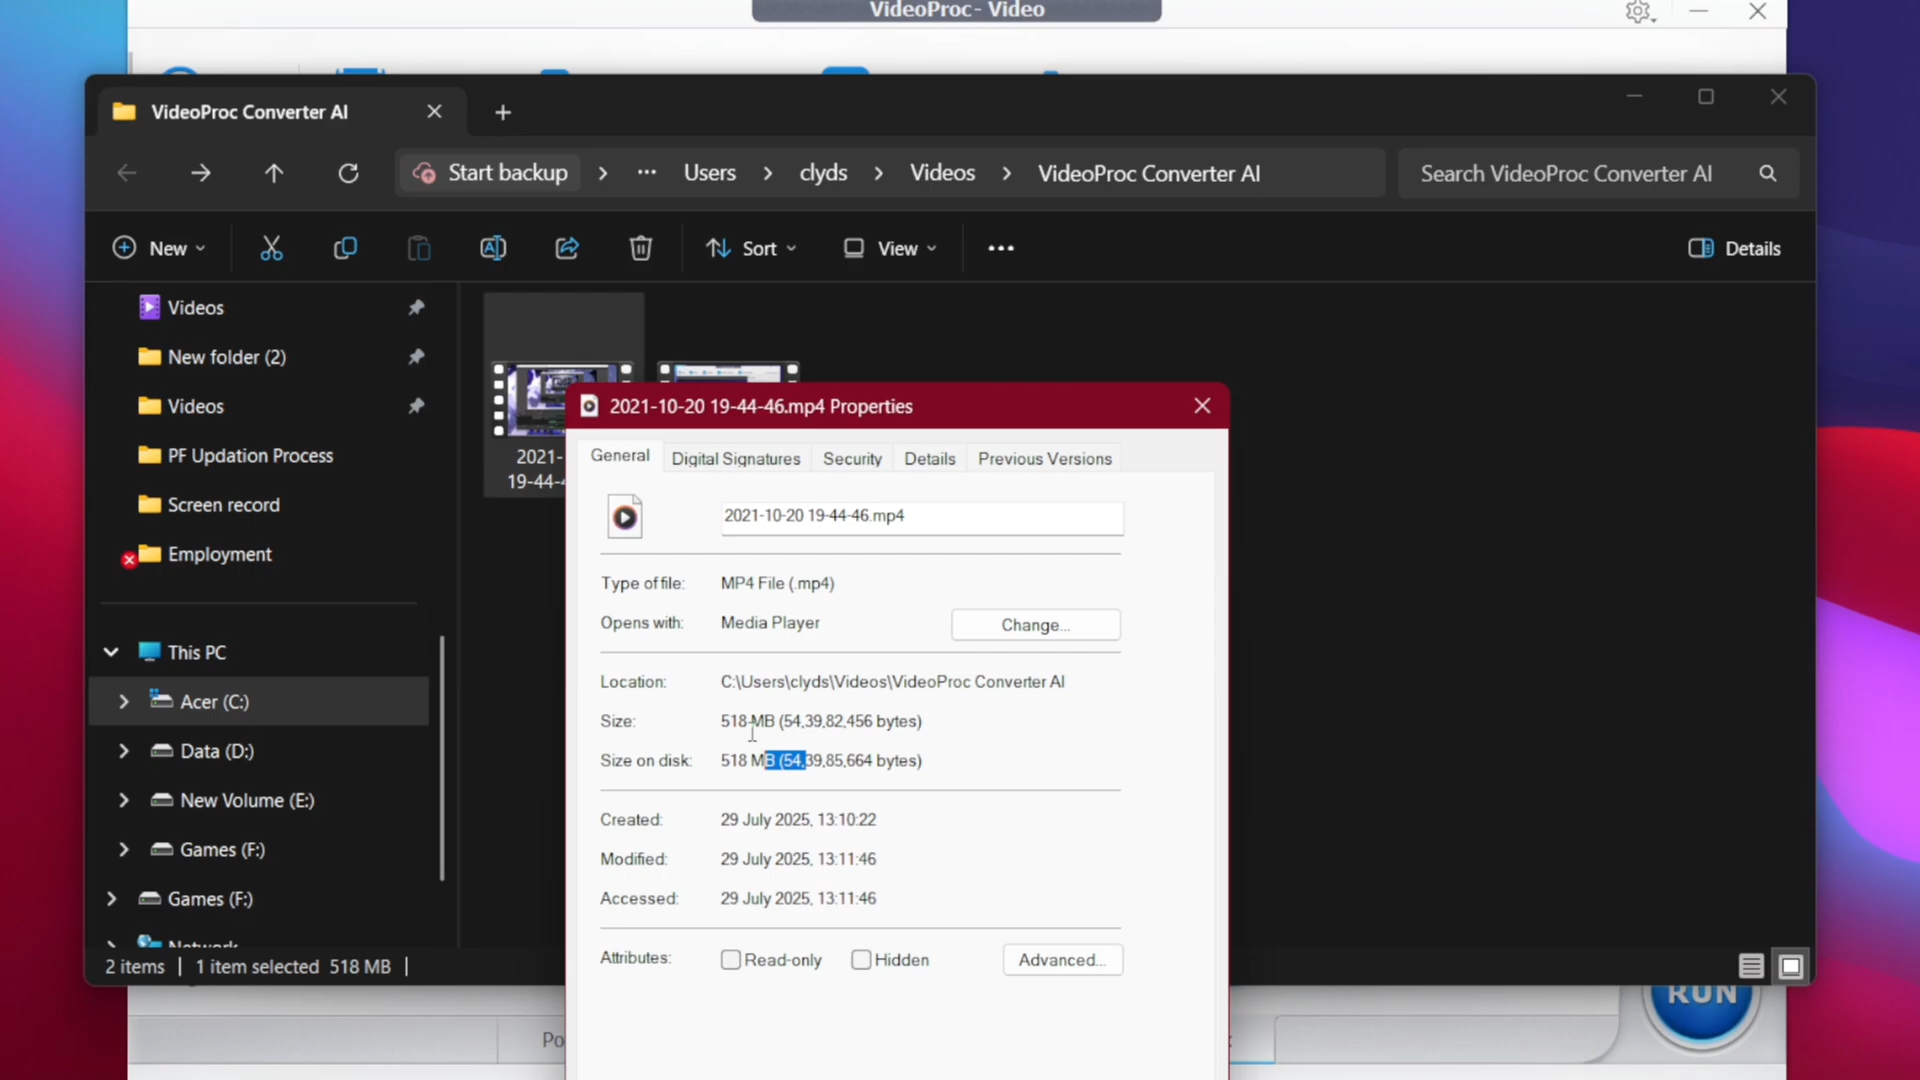 VideoProc - Video
VideoProc Converter AI
Start backup > ... Users > clyds > Videos > VideoProc Converter AI
Search VideoProc Converter AI
New
Sort
View
Details
Videos
New folder (2)
Videos
PF Updation Process
Screen record
Employment
This PC
Acer (C:)
Data (D:)
New Volume (E:)
Games (F:)
Games (F:)
Network
2 items | 1 item selected 518 MB |
2021-
19-44-
2021-10-20 19-44-46.mp4 Properties
General Digital Signatures Security Details Previous Versions
2021-10-20 19-44-46.mp4
Type of file: MP4 File (.mp4)
Opens with: Media Player Change...
Location: C:\Users\clyds\Videos\VideoProc Converter AI
Size: 518 MB (54,39,82,456 bytes)
Size on disk: 518 MB (54,39,85,664 bytes)
Created: 29 July 2025, 13:10:22
Modified: 29 July 2025, 13:11:46
Accessed: 29 July 2025, 13:11:46
Attributes: Read-only Hidden Advanced...
RUN